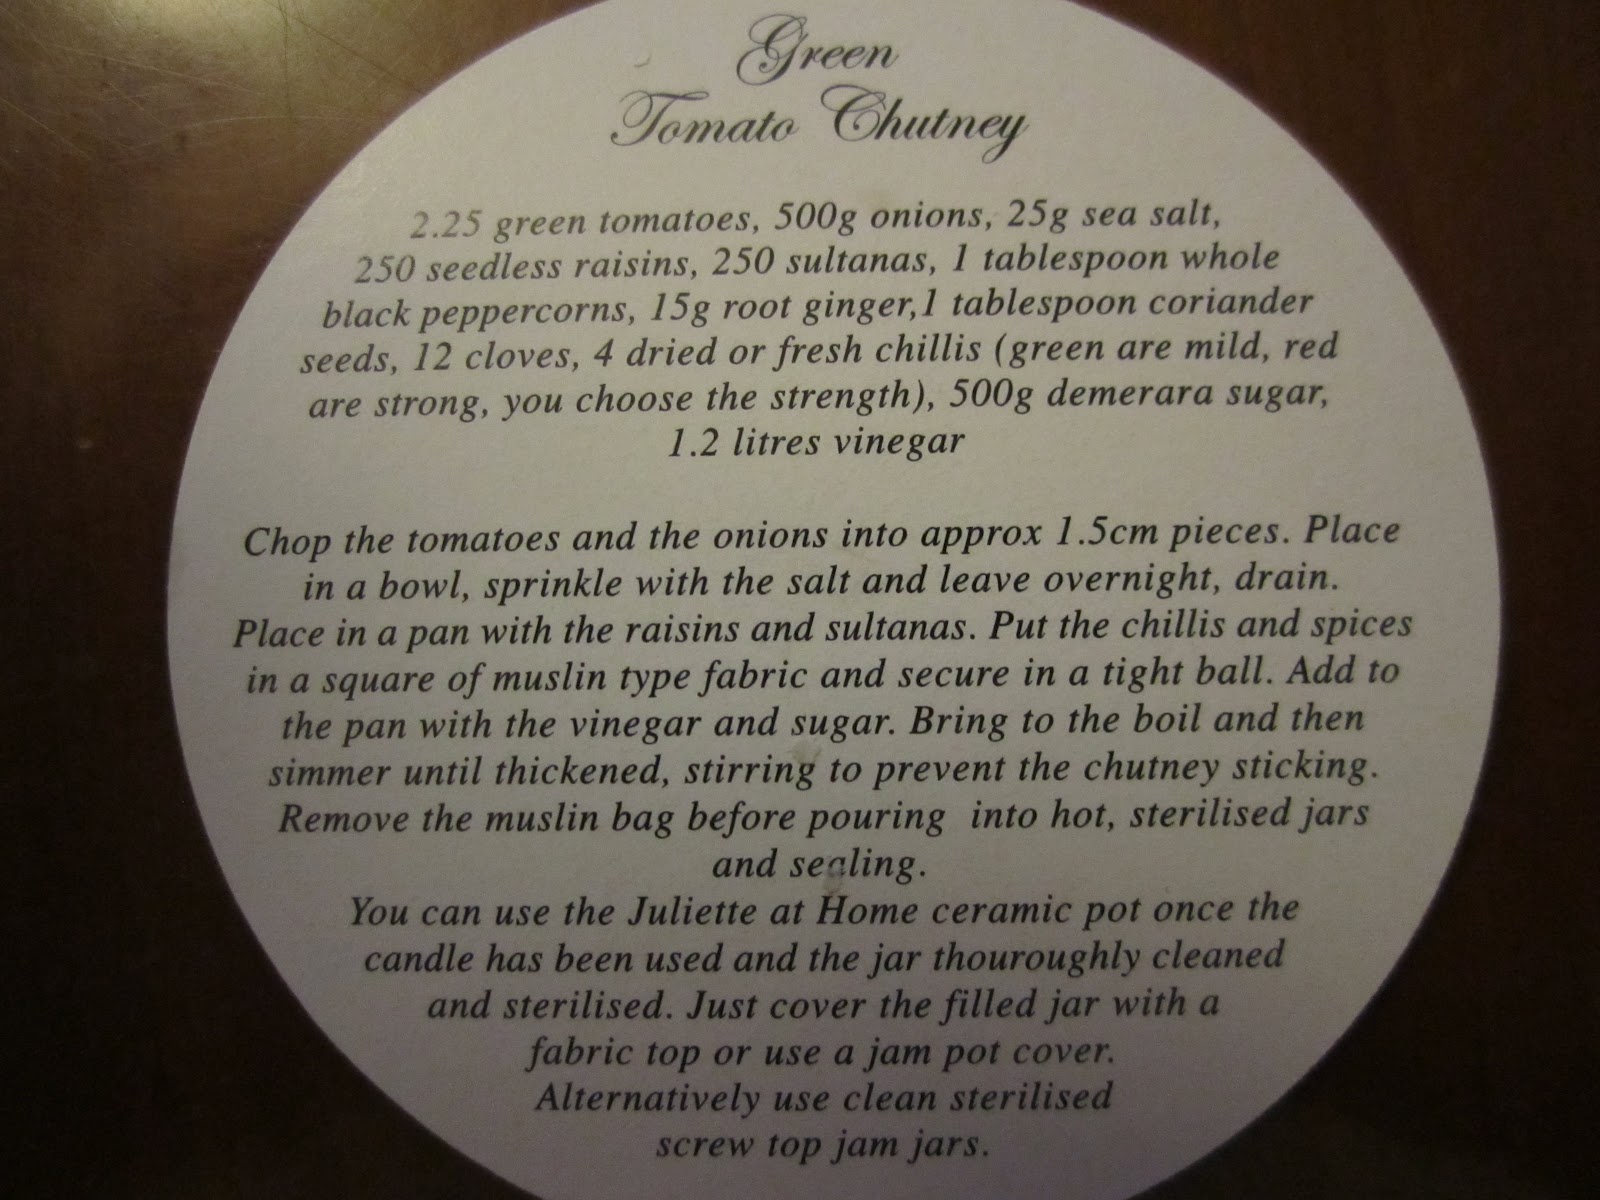 Green
Tomato Chutney
2.25 green tomatoes, 500g onions, 25g sea salt,
250 seedless raisins, 250 sultanas, 1 tablespoon whole
black peppercorns, 15g root ginger,1 tablespoon coriander
seeds, 12 cloves, 4 dried or fresh chillis (green are mild, red
are strong, you choose the strength), 500g demerara sugar,
1.2 litres vinegar
Chop the tomatoes and the onions into approx 1.5cm pieces. Place
in a bowl, sprinkle with the salt and leave overnight, drain.
Place in a pan with the raisins and sultanas. Put the chillis and spices
in a square of muslin type fabric and secure in a tight ball. Add to
the pan with the vinegar and sugar. Bring to the boil and then
simmer until thickened, stirring to prevent the chutney sticking.
Remove the muslin bag before pouring into hot, sterilised jars
and sealing.
You can use the Juliette at Home ceramic pot once the
candle has been used and the jar thouroughly cleaned
and sterilised. Just cover the filled jar with a
fabric top or use a jam pot cover.
Alternatively use clean sterilised
screw top jam jars.